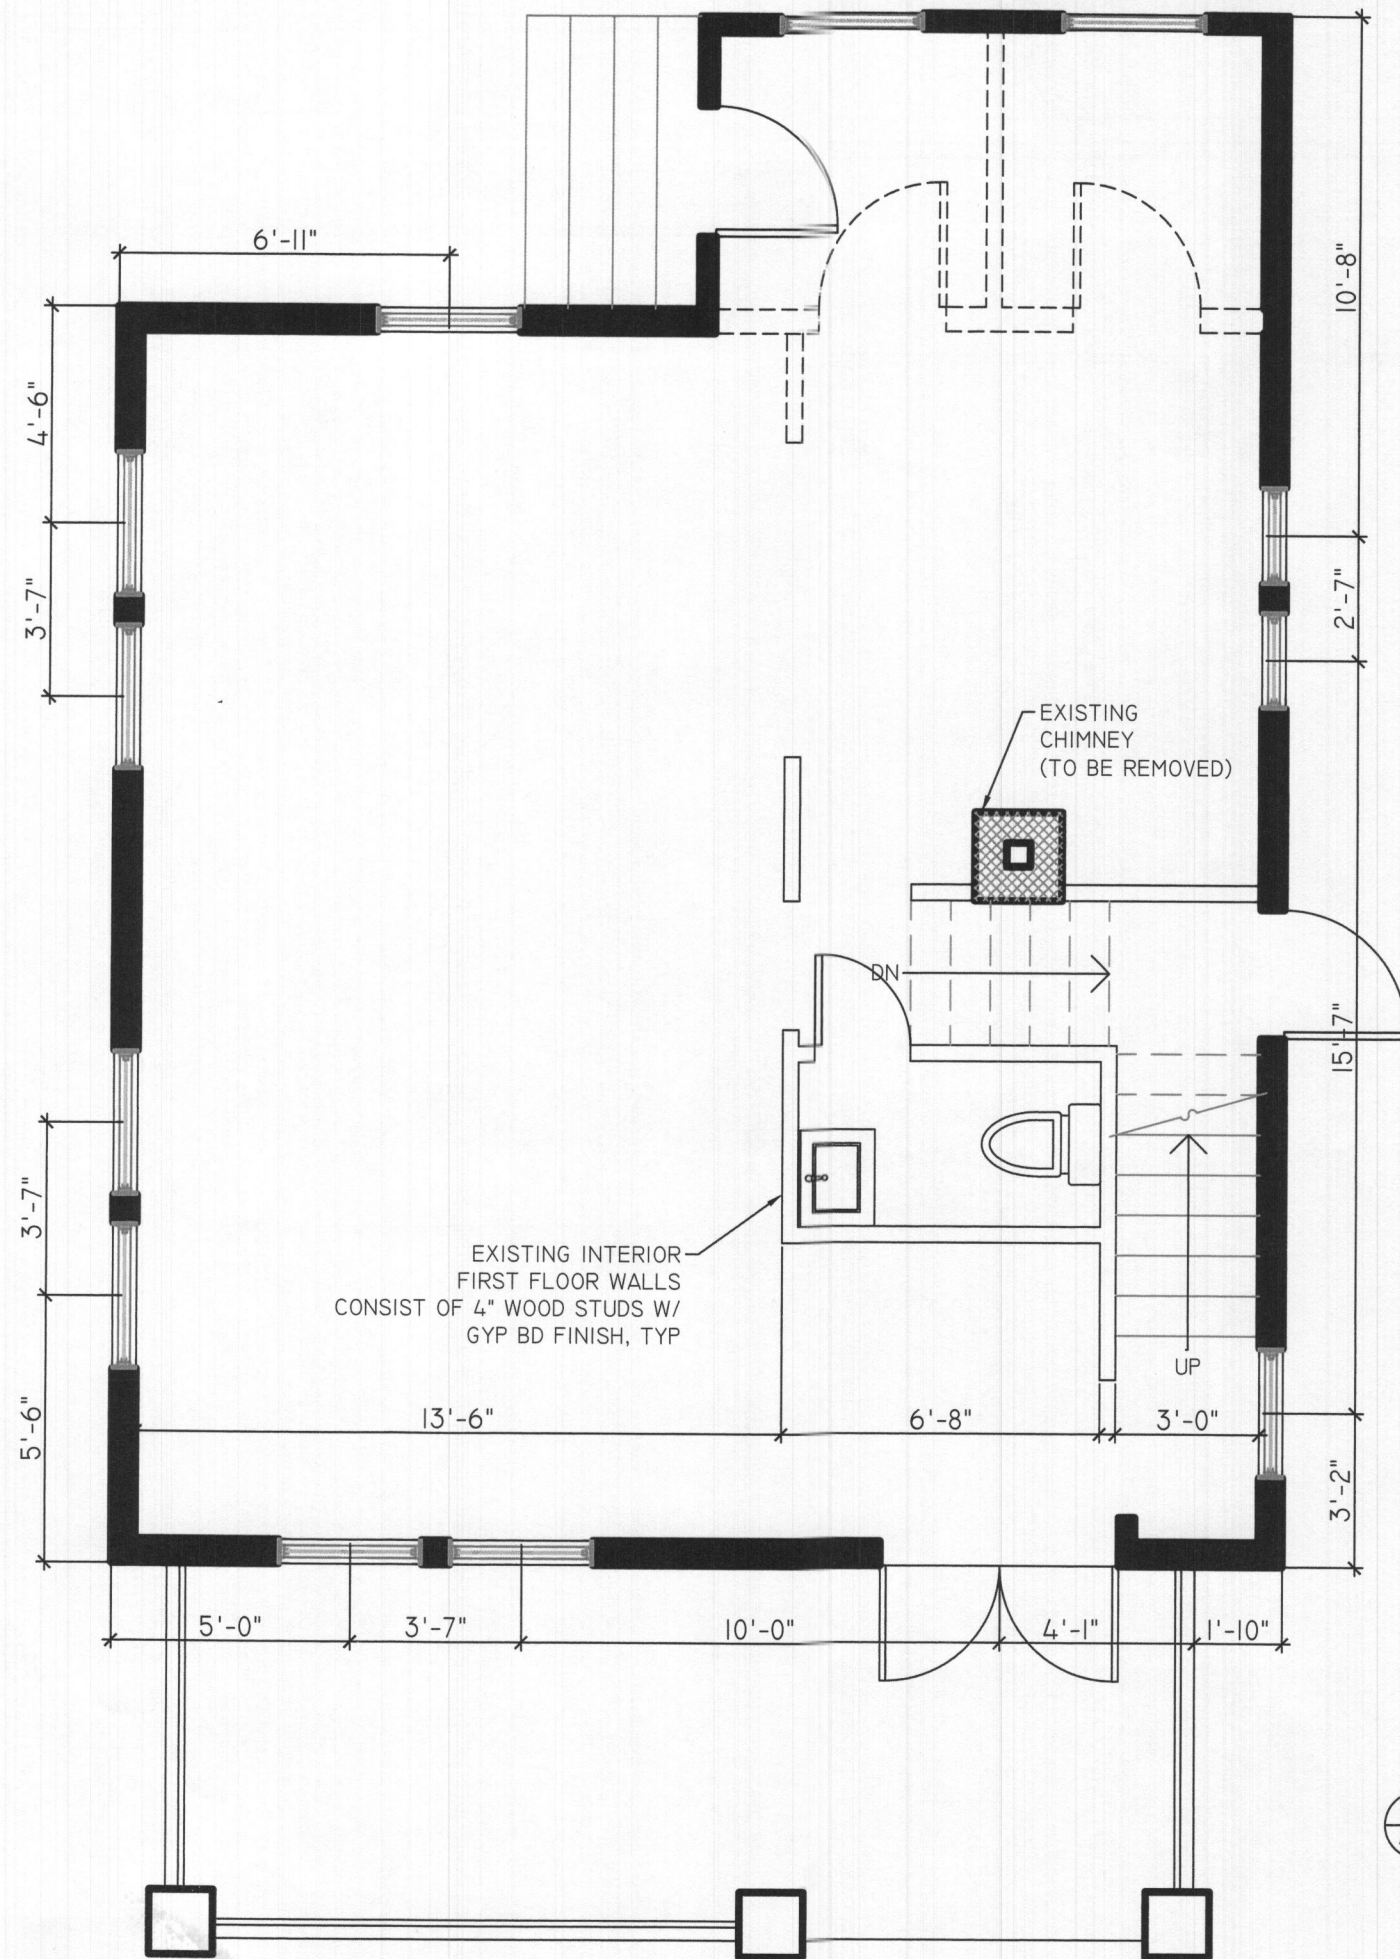 6'-11"
10'-8"
4'-6"
3'-7"
2'-7"
EXISTING
CHIMNEY
(TO BE REMOVED)
DN
15'-7"
3'-7"
EXISTING INTERIOR
FIRST FLOOR WALLS
CONSIST OF 4" WOOD STUDS W/
GYP BD FINISH, TYP
UP
5'-6"
13'-6"
6'-8"
3'-0"
3'-2"
5'-0"
3'-7"
10'-0"
4'-1"
1'-10"